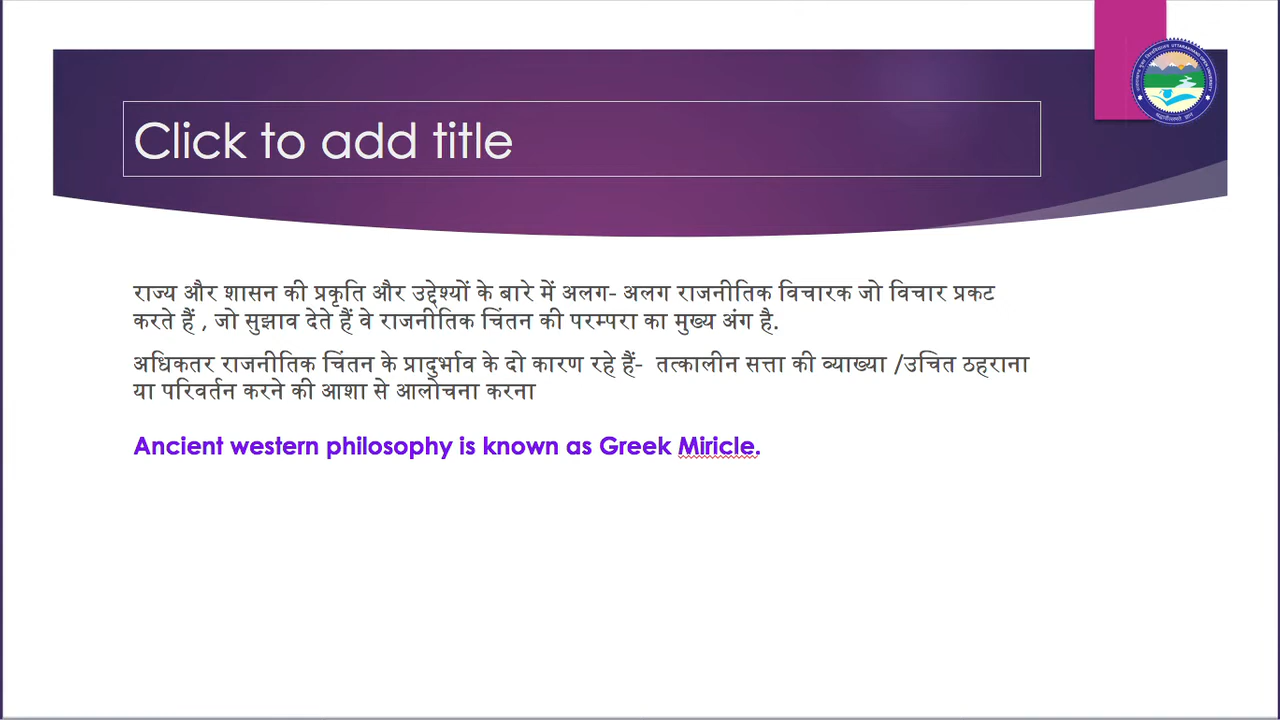 Click to add title
राज्य और शासन की प्रकृति और उद्देश्यों के बारे में अलग- अलग राजनीतिक विचारक जो विचार प्रकट
करते हैं , जो सुझाव देते हैं वे राजनीतिक चिंतन की परम्परा का मुख्य अंग है.
अधिकतर राजनीतिक चिंतन के प्रादुर्भाव के दो कारण रहे हैं- तत्कालीन सत्ता की व्याख्या /उचित ठहराना
या परिवर्तन करने की आशा से आलोचना करना
Ancient western philosophy is known as Greek Miricle.